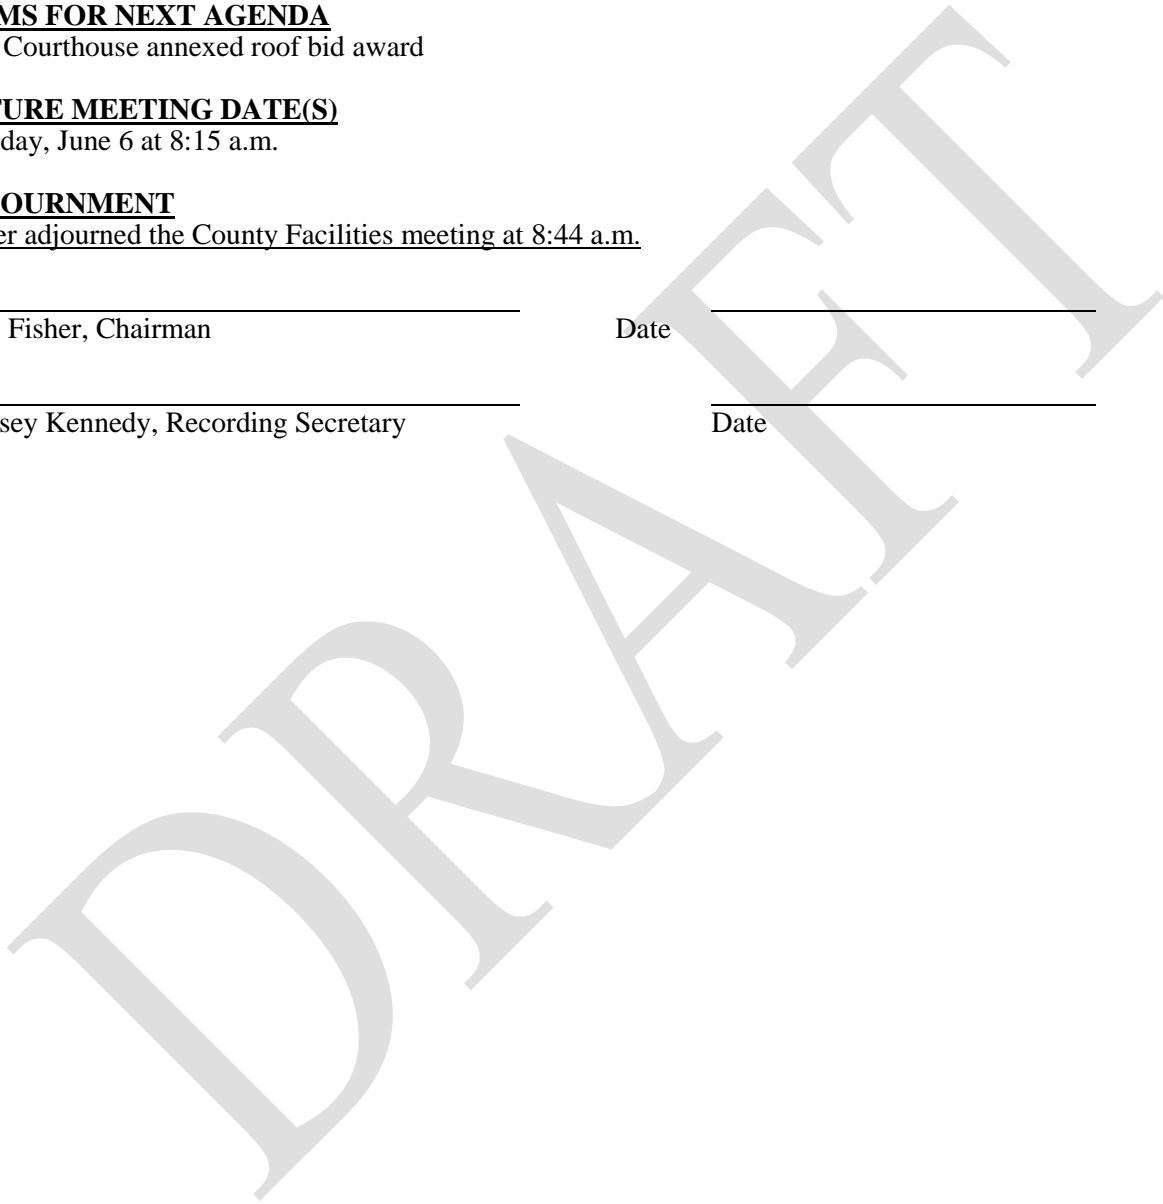 MS FOR NEXT AGENDA
Courthouse annexed roof bid award
TURE MEETING DATE(S)
day, June 6 at 8:15 a.m.
OURNMENT
er adjourned the County Facilities meeting at 8:44 a.m.
Fisher, Chairman Date
sey Kennedy, Recording Secretary Date
DRAFT